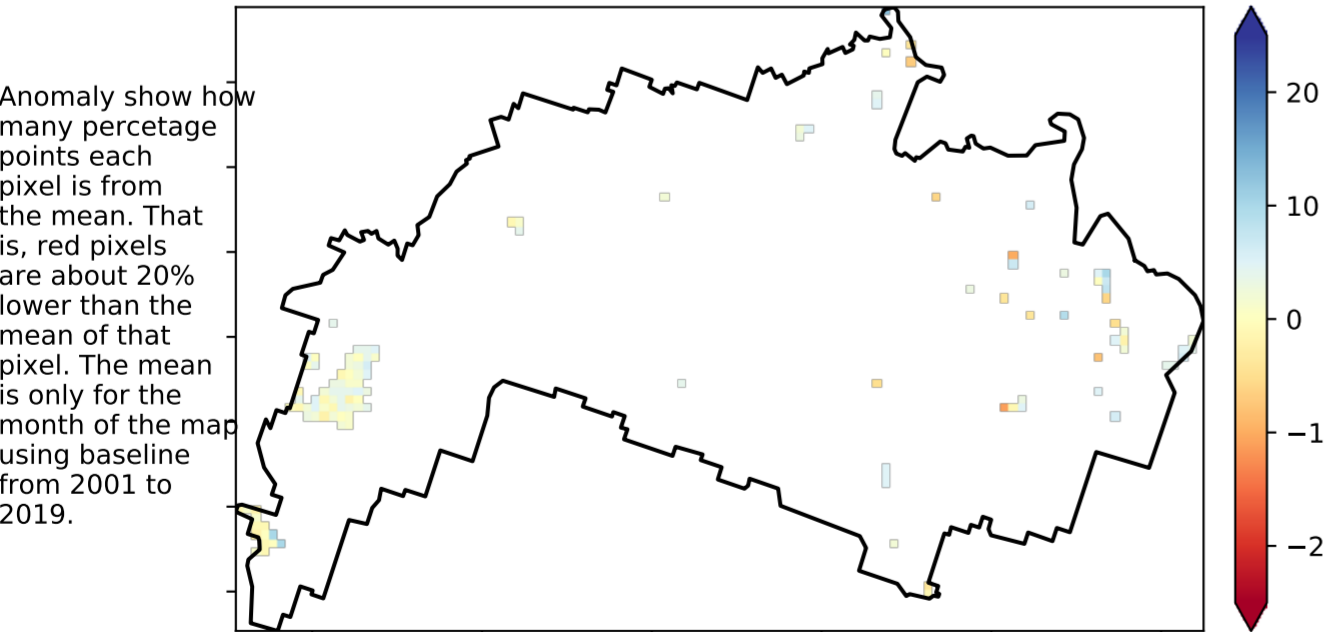 Anomaly show how
many percetage
points each
pixel is from
the mean. That
is, red pixels
are about 20%
lower than the
mean of that
pixel. The mean
is only for the
month of the map
using baseline
from 2001 to
2019.
20
10
0
−1
−2